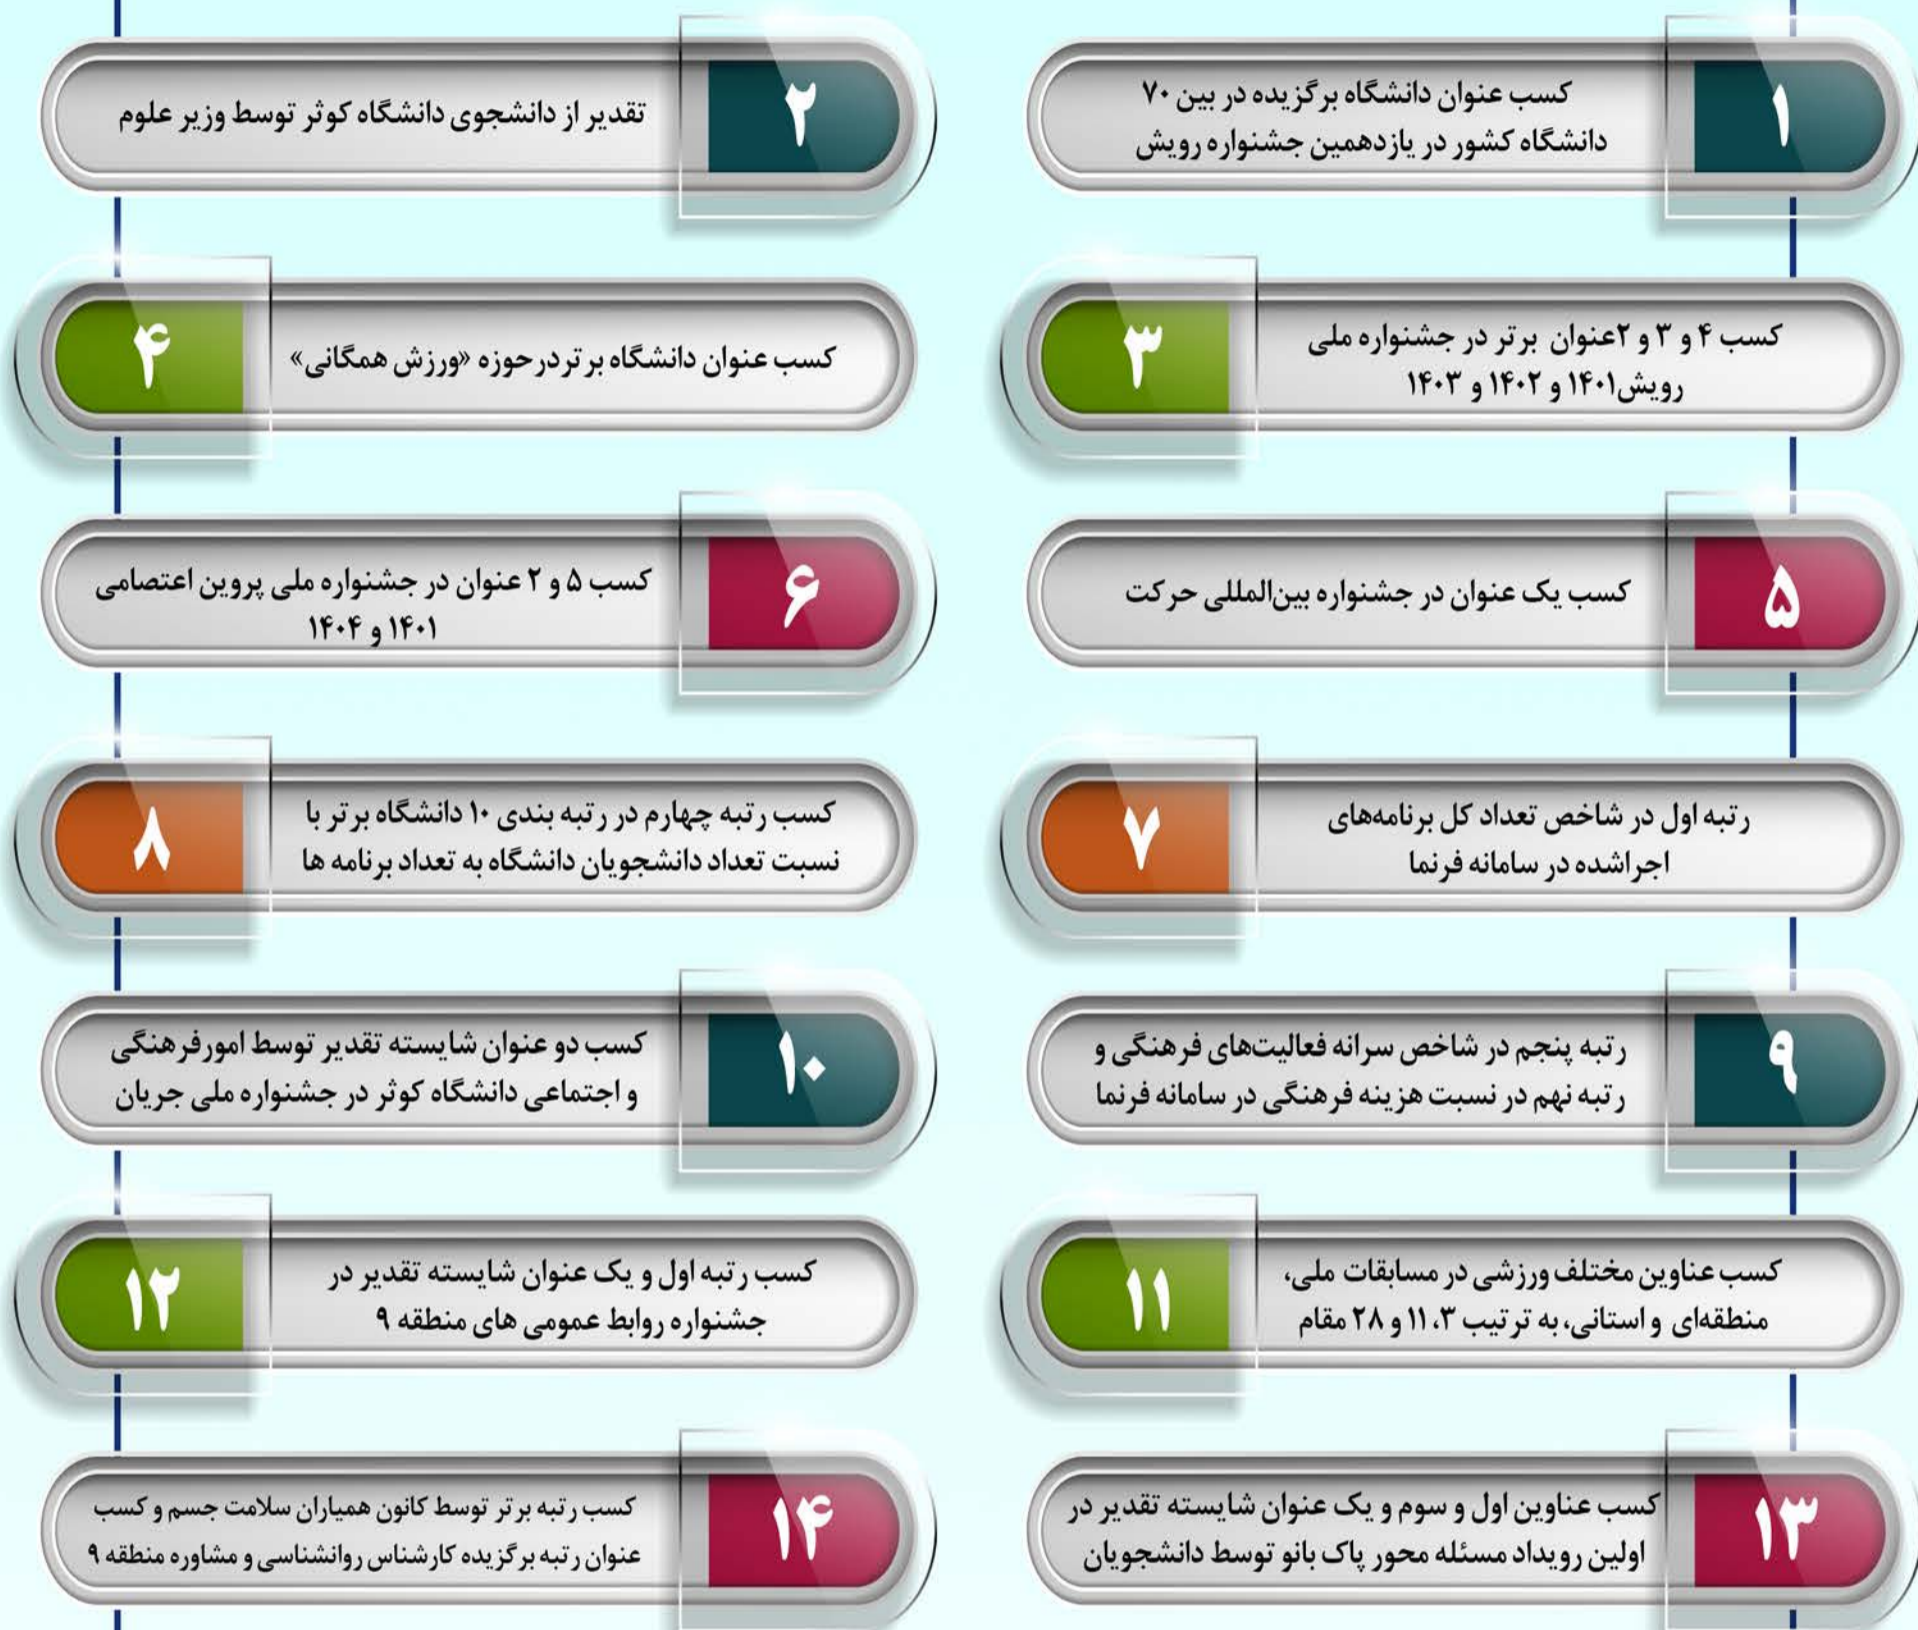 ۱
کسب عنوان دانشگاه برگزیده در بین ۷۰
دانشگاه کشور در یازدهمین جشنواره رویش
۲
تقدیر از دانشجوی دانشگاه کوثر توسط وزیر علوم
۳
کسب ۴ و ۳ و ۲عنوان برتر در جشنواره ملی
رویش۱۴۰۱ و ۱۴۰۲ و ۱۴۰۳
۴
کسب عنوان دانشگاه برتردرحوزه «ورزش همگانی»
۵
کسب یک عنوان در جشنواره بین‌المللی حرکت
۶
کسب ۵ و ۲ عنوان در جشنواره ملی پروین اعتصامی
۱۴۰۱ و ۱۴۰۴
۷
رتبه اول در شاخص تعداد کل برنامه‌های
اجراشده در سامانه فرنما
۸
کسب رتبه چهارم در رتبه بندی ۱۰ دانشگاه برتر با
نسبت تعداد دانشجویان دانشگاه به تعداد برنامه ها
۹
رتبه پنجم در شاخص سرانه فعالیت‌های فرهنگی و
رتبه نهم در نسبت هزینه فرهنگی در سامانه فرنما
۱۰
کسب دو عنوان شایسته تقدیر توسط امورفرهنگی
و اجتماعی دانشگاه کوثر در جشنواره ملی جریان
۱۱
کسب عناوین مختلف ورزشی در مسابقات ملی،
منطقه‌ای و استانی، به ترتیب ۳، ۱۱ و ۲۸ مقام
۱۲
کسب رتبه اول و یک عنوان شایسته تقدیر در
جشنواره روابط عمومی های منطقه ۹
۱۳
کسب عناوین اول و سوم و یک عنوان شایسته تقدیر در
اولین رویداد مسئله محور پاک بانو توسط دانشجویان
۱۴
کسب رتبه برتر توسط کانون همیاران سلامت جسم و کسب
عنوان رتبه برگزیده کارشناس روانشناسی و مشاوره منطقه ۹